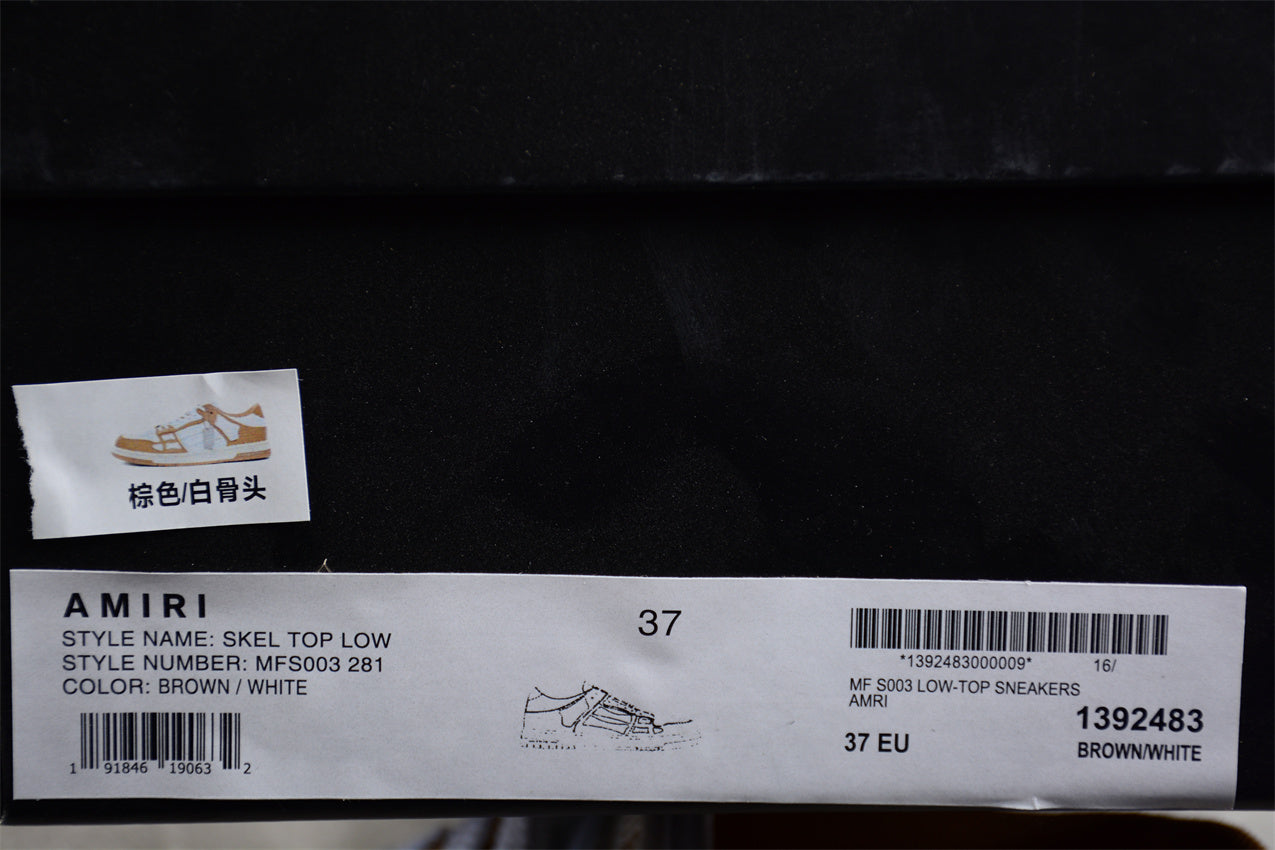 棕色/白骨头
AMIRI
STYLE NAME: SKEL TOP LOW
STYLE NUMBER: MFS003 281
COLOR: BROWN / WHITE
1 91846 19063 2
37
*1392483000009* 16/
MF S003 LOW-TOP SNEAKERS
AMRI
1392483
37 EU
BROWN/WHITE